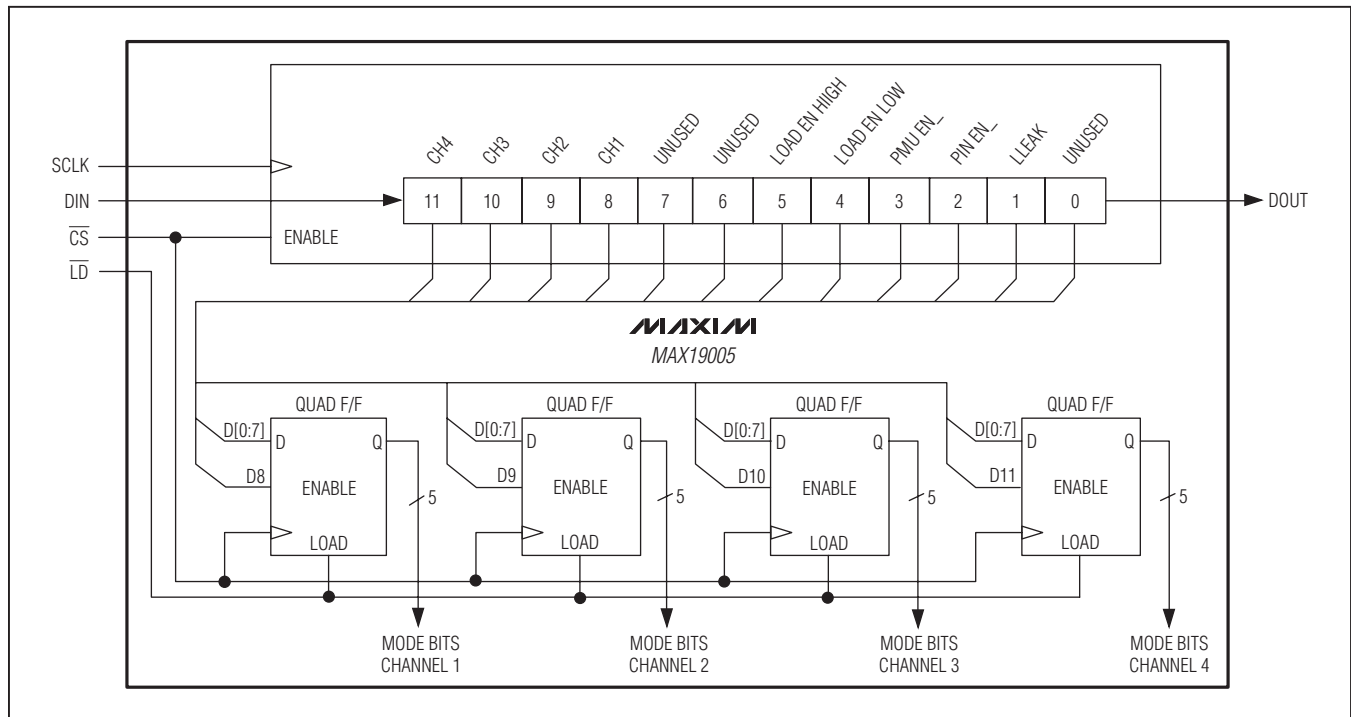 CH4
CH3
CH2
CH1
UNUSED
UNUSED
LOAD EN HIIGH
LOAD EN LOW
PMU EN_
PIN EN_
LLEAK
UNUSED
SCLK
DIN
11 10 9 8 7 6 5 4 3 2 1 0
DOUT
CS
ENABLE
LD
MAXIM
MAX19005
QUAD F/F
QUAD F/F
QUAD F/F
QUAD F/F
D[0:7] D Q
D[0:7] D Q
D[0:7] D Q
D[0:7] D Q
D8 ENABLE 5
D9 ENABLE 5
D10 ENABLE 5
D11 ENABLE 5
LOAD
LOAD
LOAD
LOAD
MODE BITS
CHANNEL 1
MODE BITS
CHANNEL 2
MODE BITS
CHANNEL 3
MODE BITS
CHANNEL 4